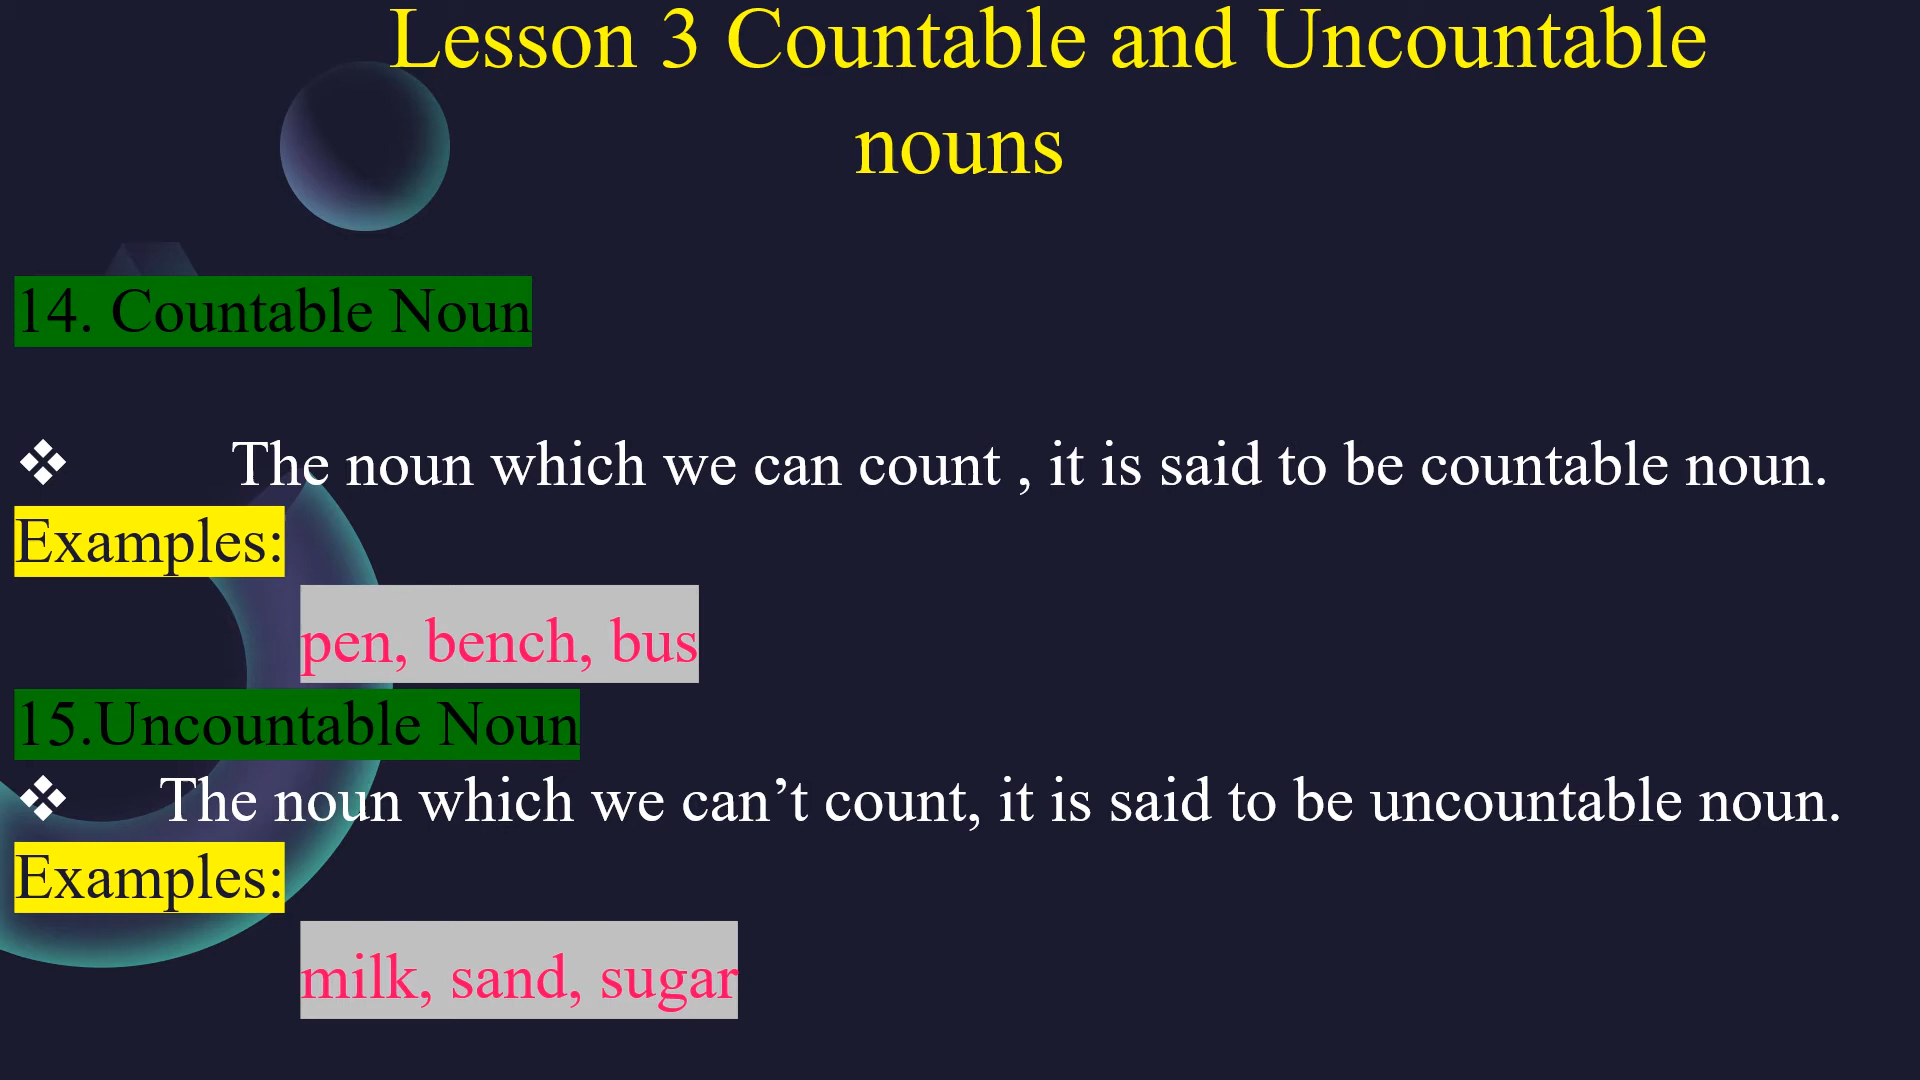 Lesson 3 Countable and Uncountable
nouns
14. Countable Noun
❖ The noun which we can count , it is said to be countable noun.
Examples:
pen, bench, bus
15.Uncountable Noun
❖ The noun which we can’t count, it is said to be uncountable noun.
Examples:
milk, sand, sugar